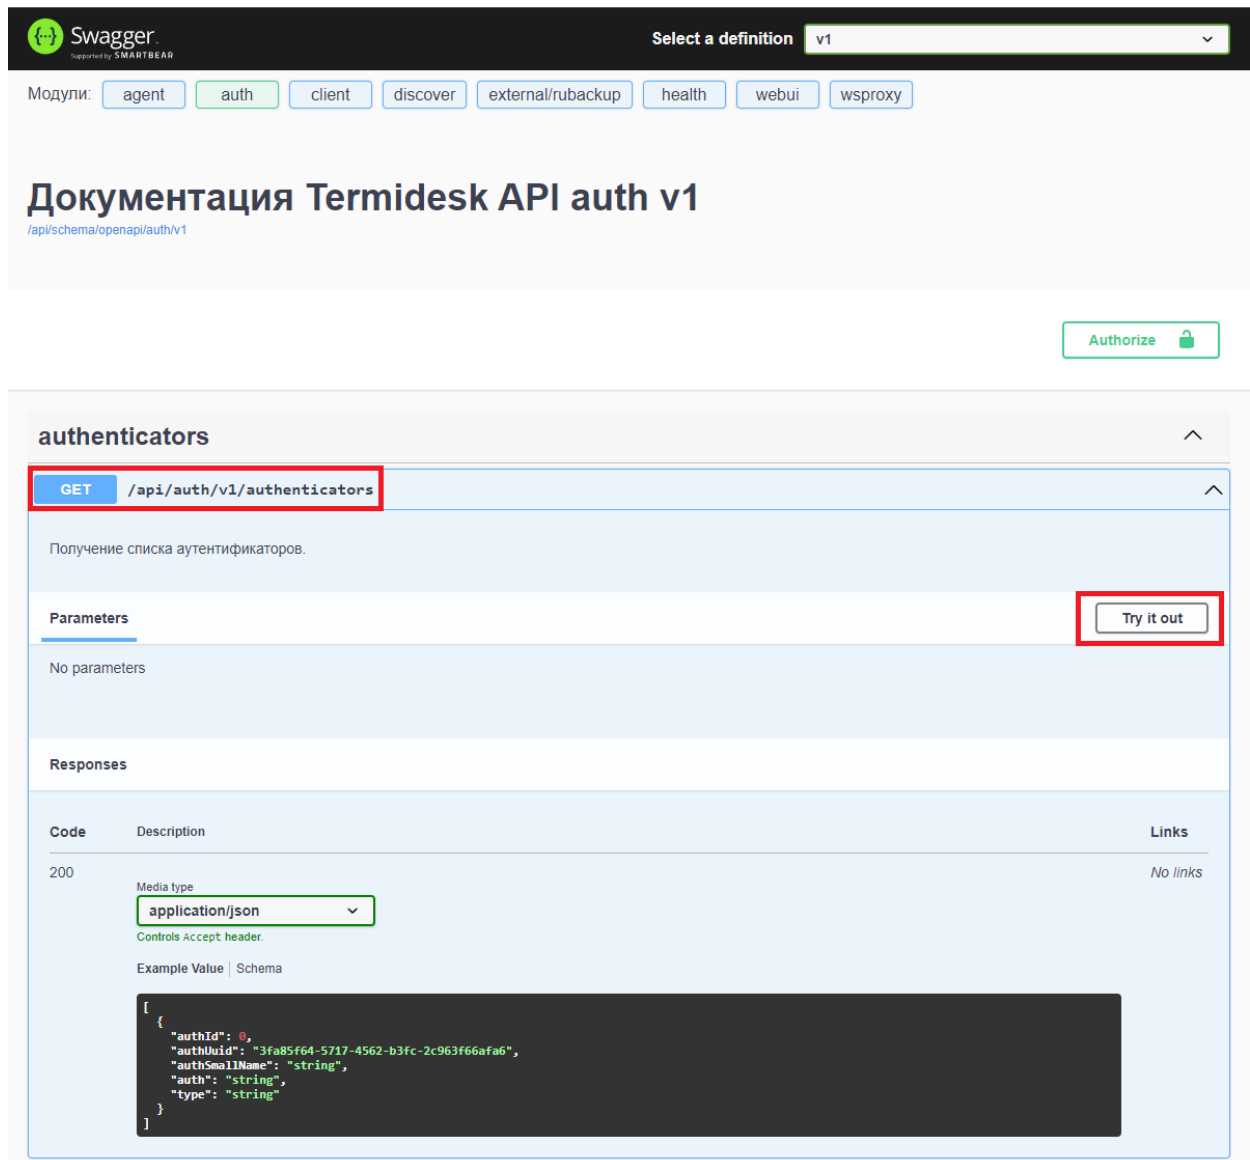 Swagger
Supported by SMARTBEAR
Select a definition v1
Модули: agent auth client discover external/rubackup health webui wsproxy
Документация Termidesk API auth v1
/api/schema/openapi/auth/v1
Authorize
authenticators
GET /api/auth/v1/authenticators
Получение списка аутентификаторов.
Parameters Try it out
No parameters
Responses
Code Description Links
200 No links
Media type
application/json
Controls Accept header.
Example Value Schema
[
{
"authId": 0,
"authUuid": "3fa85f64-5717-4562-b3fc-2c963f66afa6",
"authSmallName": "string",
"auth": "string",
"type": "string"
}
]